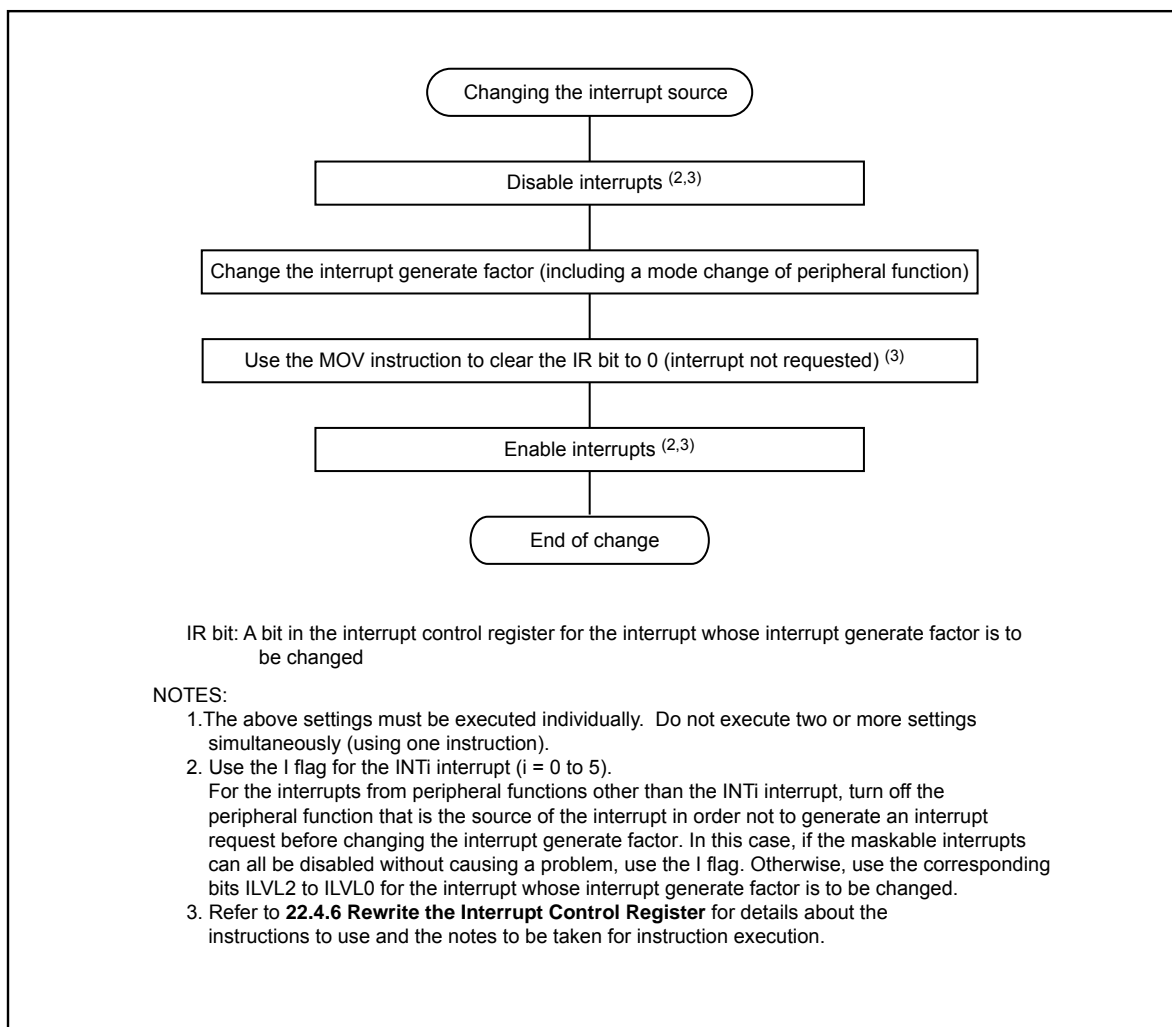 Changing the interrupt source
Disable interrupts (2,3)
Change the interrupt generate factor (including a mode change of peripheral function)
Use the MOV instruction to clear the IR bit to 0 (interrupt not requested) (3)
Enable interrupts (2,3)
End of change
IR bit: A bit in the interrupt control register for the interrupt whose interrupt generate factor is to
be changed
NOTES:
1.The above settings must be executed individually.  Do not execute two or more settings
simultaneously (using one instruction).
2. Use the I flag for the INTi interrupt (i = 0 to 5).
For the interrupts from peripheral functions other than the INTi interrupt, turn off the
peripheral function that is the source of the interrupt in order not to generate an interrupt
request before changing the interrupt generate factor. In this case, if the maskable interrupts
can all be disabled without causing a problem, use the I flag. Otherwise, use the corresponding
bits ILVL2 to ILVL0 for the interrupt whose interrupt generate factor is to be changed.
3. Refer to 22.4.6 Rewrite the Interrupt Control Register for details about the
instructions to use and the notes to be taken for instruction execution.